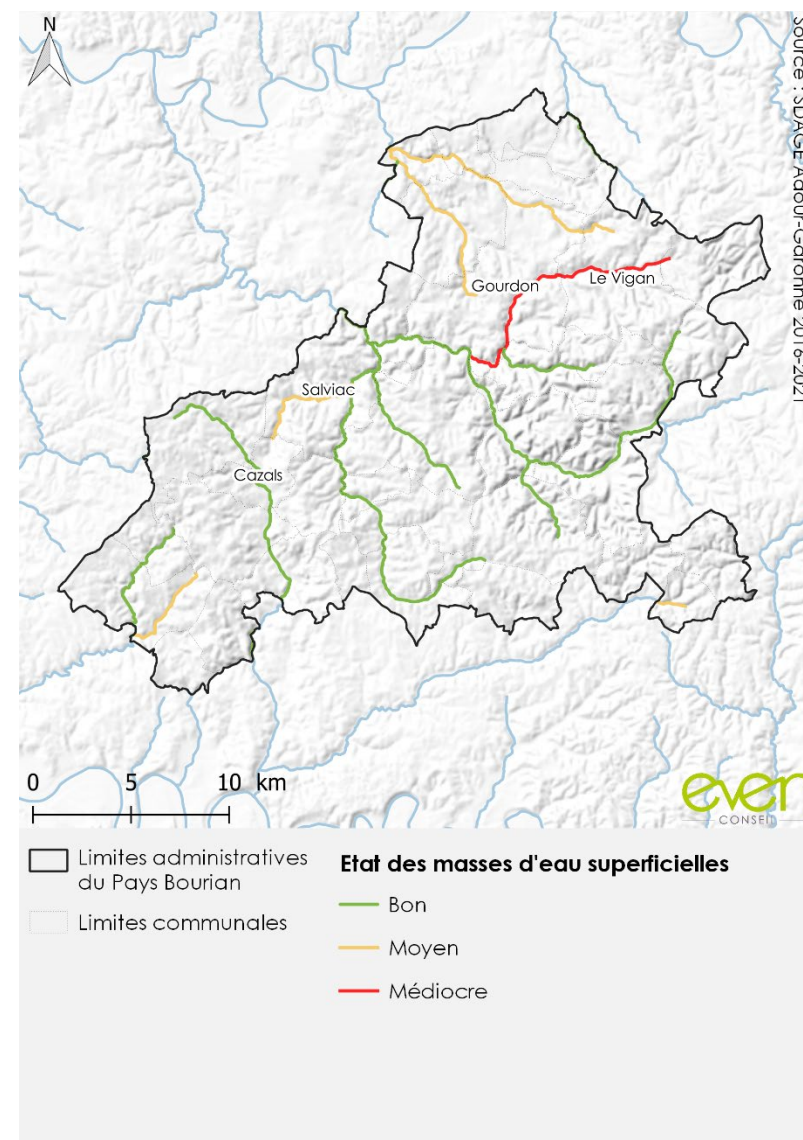 N
Source : SDAGE Adour-Garonne 2016-2021
Gourdon
Le Vigan
Salviac
Cazals
0 5 10 km
even
CONSEIL
Limites administratives
du Pays Bourian
Limites communales
Etat des masses d'eau superficielles
Bon
Moyen
Médiocre